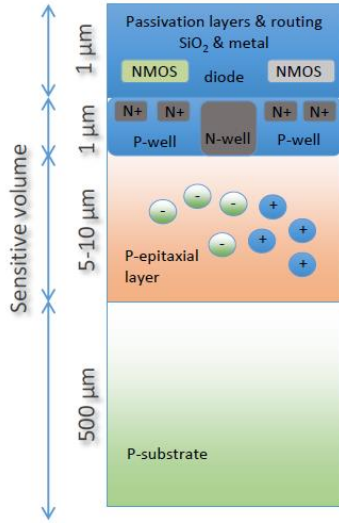 Passivation layers & routing
SiO2 & metal
NMOS
diode
NMOS
N+
N+
N+
N+
P-well
N-well
P-well
-
-
-
-
+
+
+
+
P-epitaxial
layer
P-substrate
Sensitive volume
1 µm
1 µm
5-10 µm
500 µm